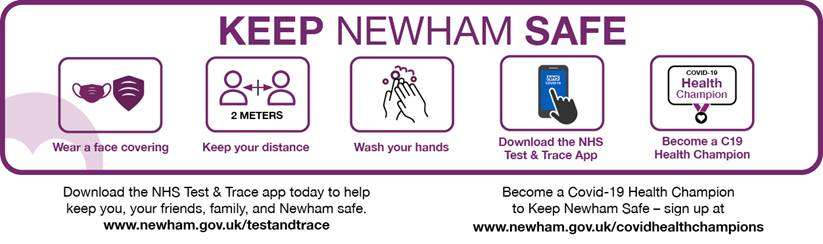 KEEP NEWHAM SAFE
2 METERS
NHS
COVID-19
COVID-19
Health
Champion
Wear a face covering
Keep your distance
Wash your hands
Download the NHS
Test & Trace App
Become a C19
Health Champion
Download the NHS Test & Trace app today to help
keep you, your friends, family, and Newham safe.
www.newham.gov.uk/testandtrace
Become a Covid-19 Health Champion
to Keep Newham Safe – sign up at
www.newham.gov.uk/covidhealthchampions